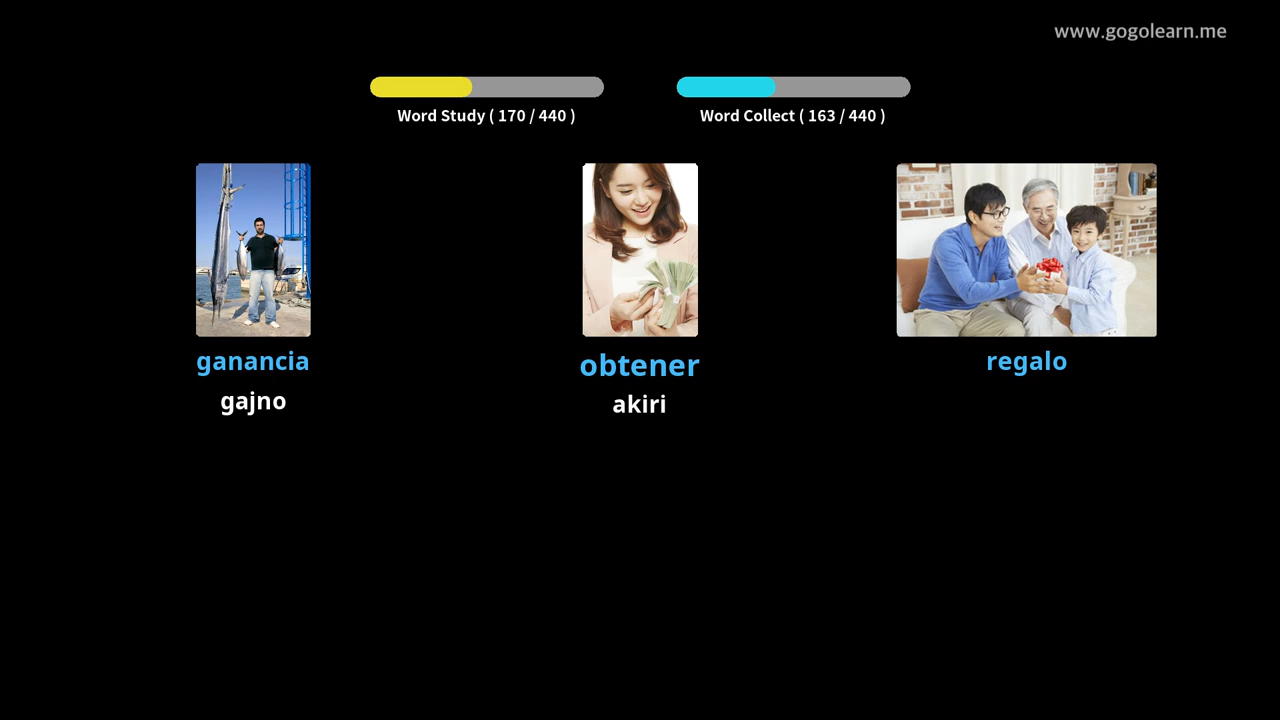 www.gogolearn.me
Word Study ( 170 / 440 )
Word Collect ( 163 / 440 )
ganancia
gajno
obtener
akiri
regalo